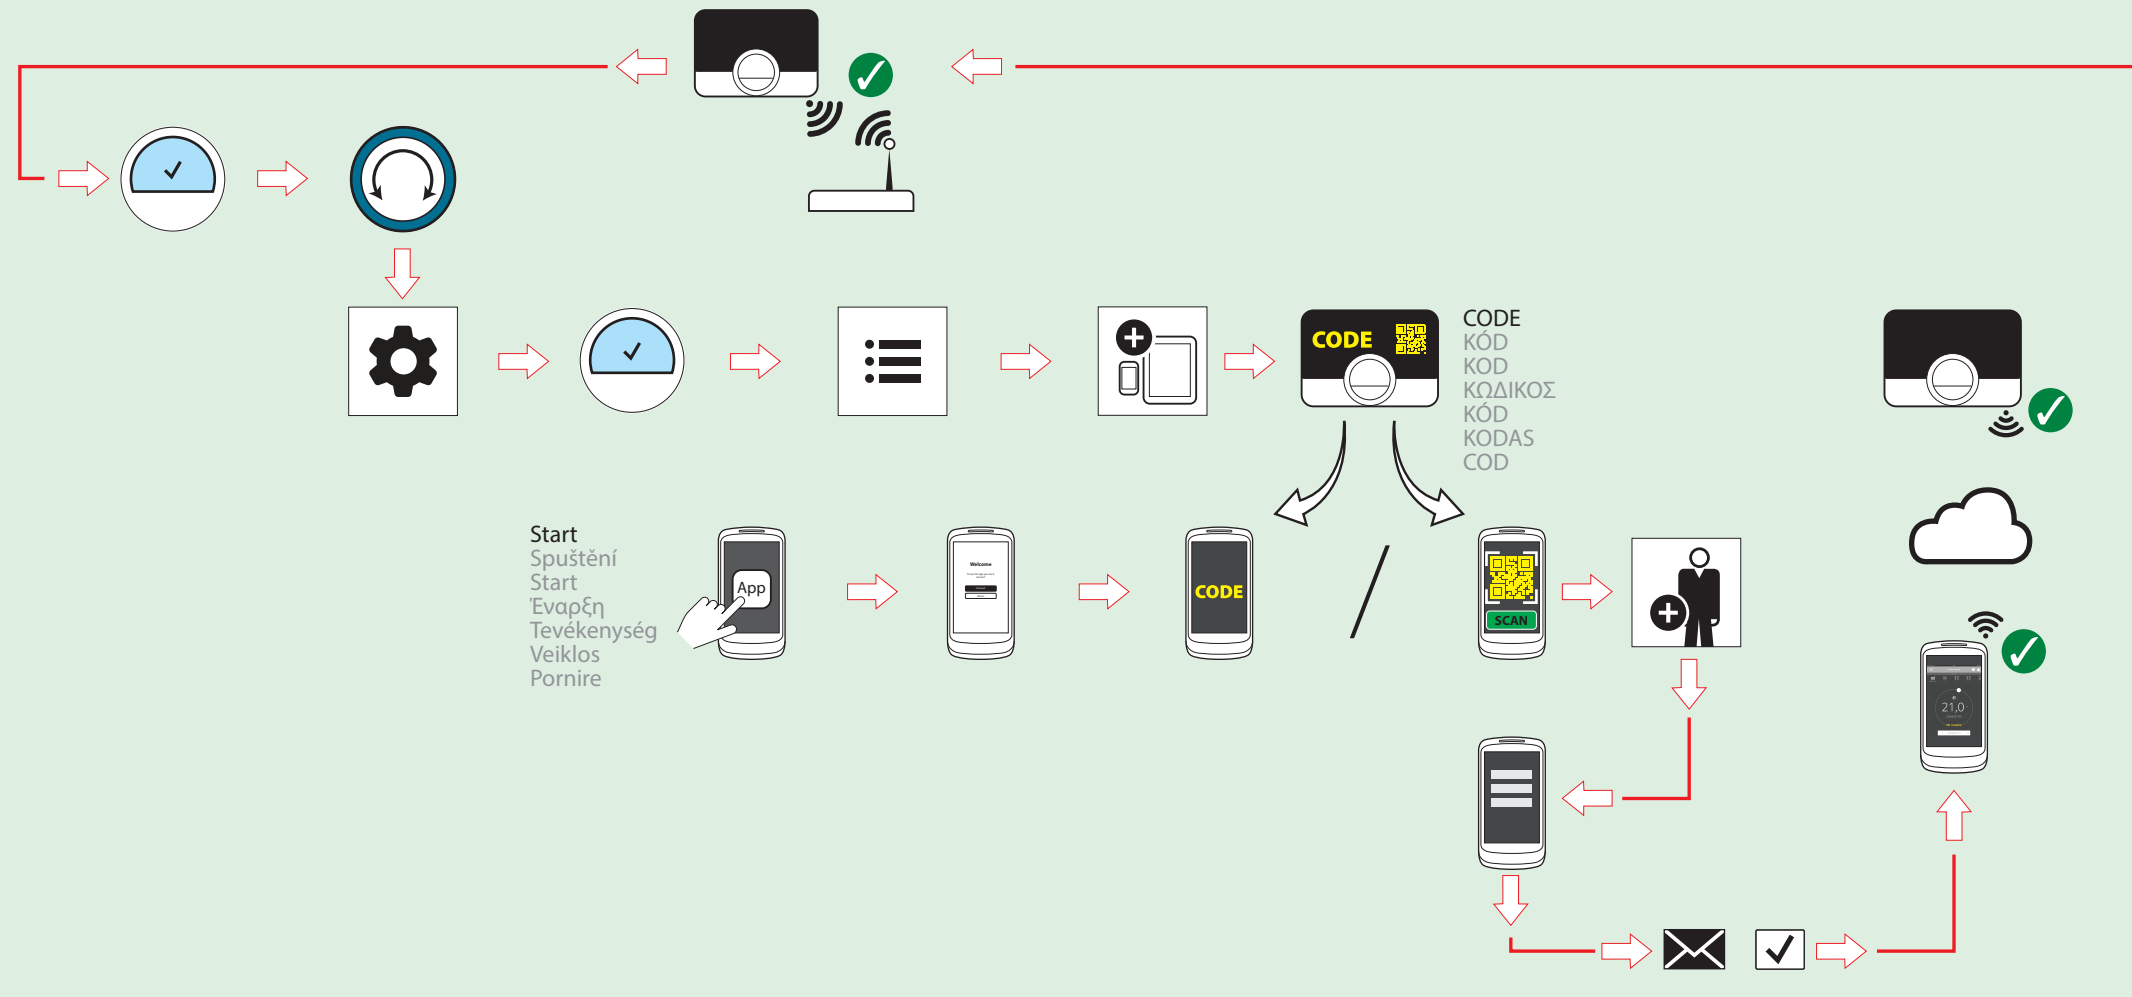 CODE
CODE
KÓD
KOD
ΚΩΔΙΚΟΣ
KÓD
KODAS
COD
Start
Spuštění
Start
Έναρξη
Tevékenység
Veiklos
Pornire
App
Welcome
CODE
SCAN
21,0